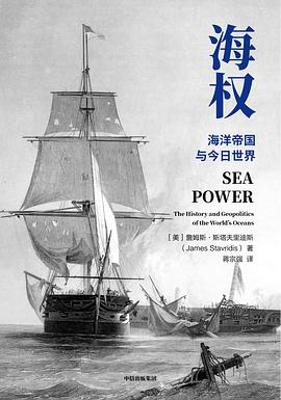 海权
海洋帝国
与今日世界
SEA
POWER
The History and Geopolitics
of the World's Oceans
[美]詹姆斯·斯塔夫里迪斯
(James Stavridis) 著
蒋宗强 译
中信出版集团